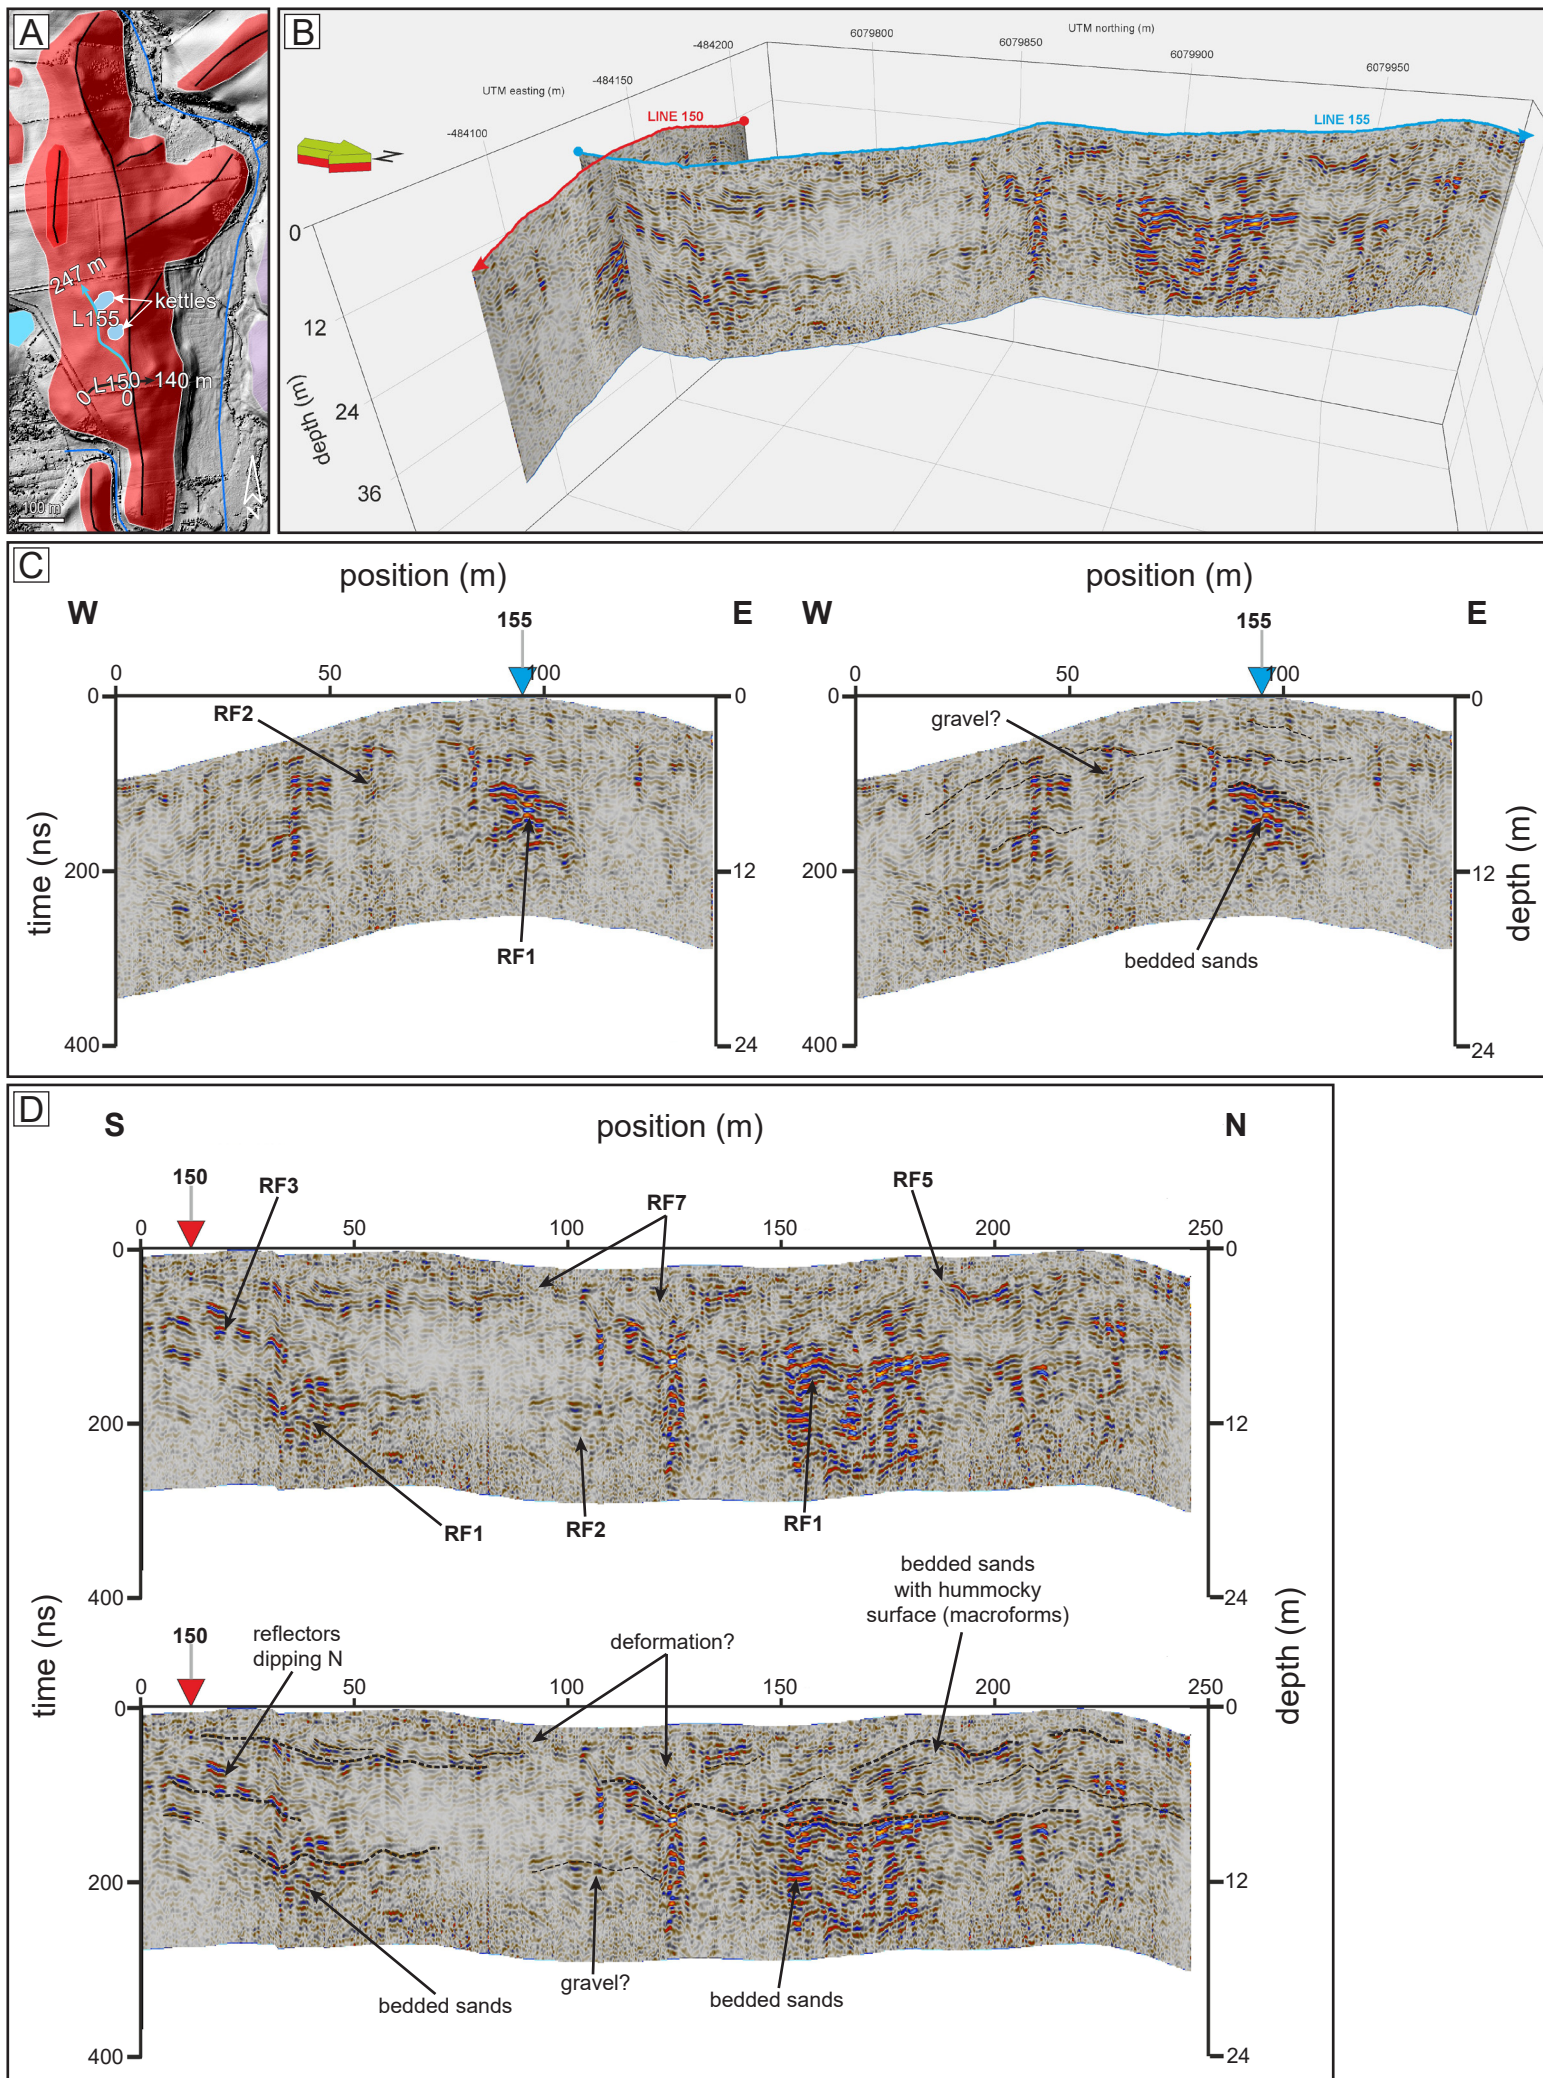 A
247 m
kettles
L155
L150
140 m
0
0
100 m
N
B
UTM northing (m)
6079800
6079850
6079900
6079950
-484200
-484150
-484100
UTM easting (m)
LINE 150
LINE 155
N
0
12
24
36
depth (m)
C
position (m)
position (m)
W
155
E
W
155
E
0
50
100
0
50
100
0
0
0
0
RF2
gravel?
200
12
200
12
time (ns)
depth (m)
RF1
bedded sands
400
24
400
24
D
S
position (m)
N
150
RF3
RF7
RF5
0
50
100
150
200
250
0
0
200
12
RF1
RF2
RF1
400
24
time (ns)
depth (m)
bedded sands
with hummocky
surface (macroforms)
150
reflectors
dipping N
deformation?
0
50
100
150
200
250
0
0
200
12
bedded sands
gravel?
bedded sands
400
24